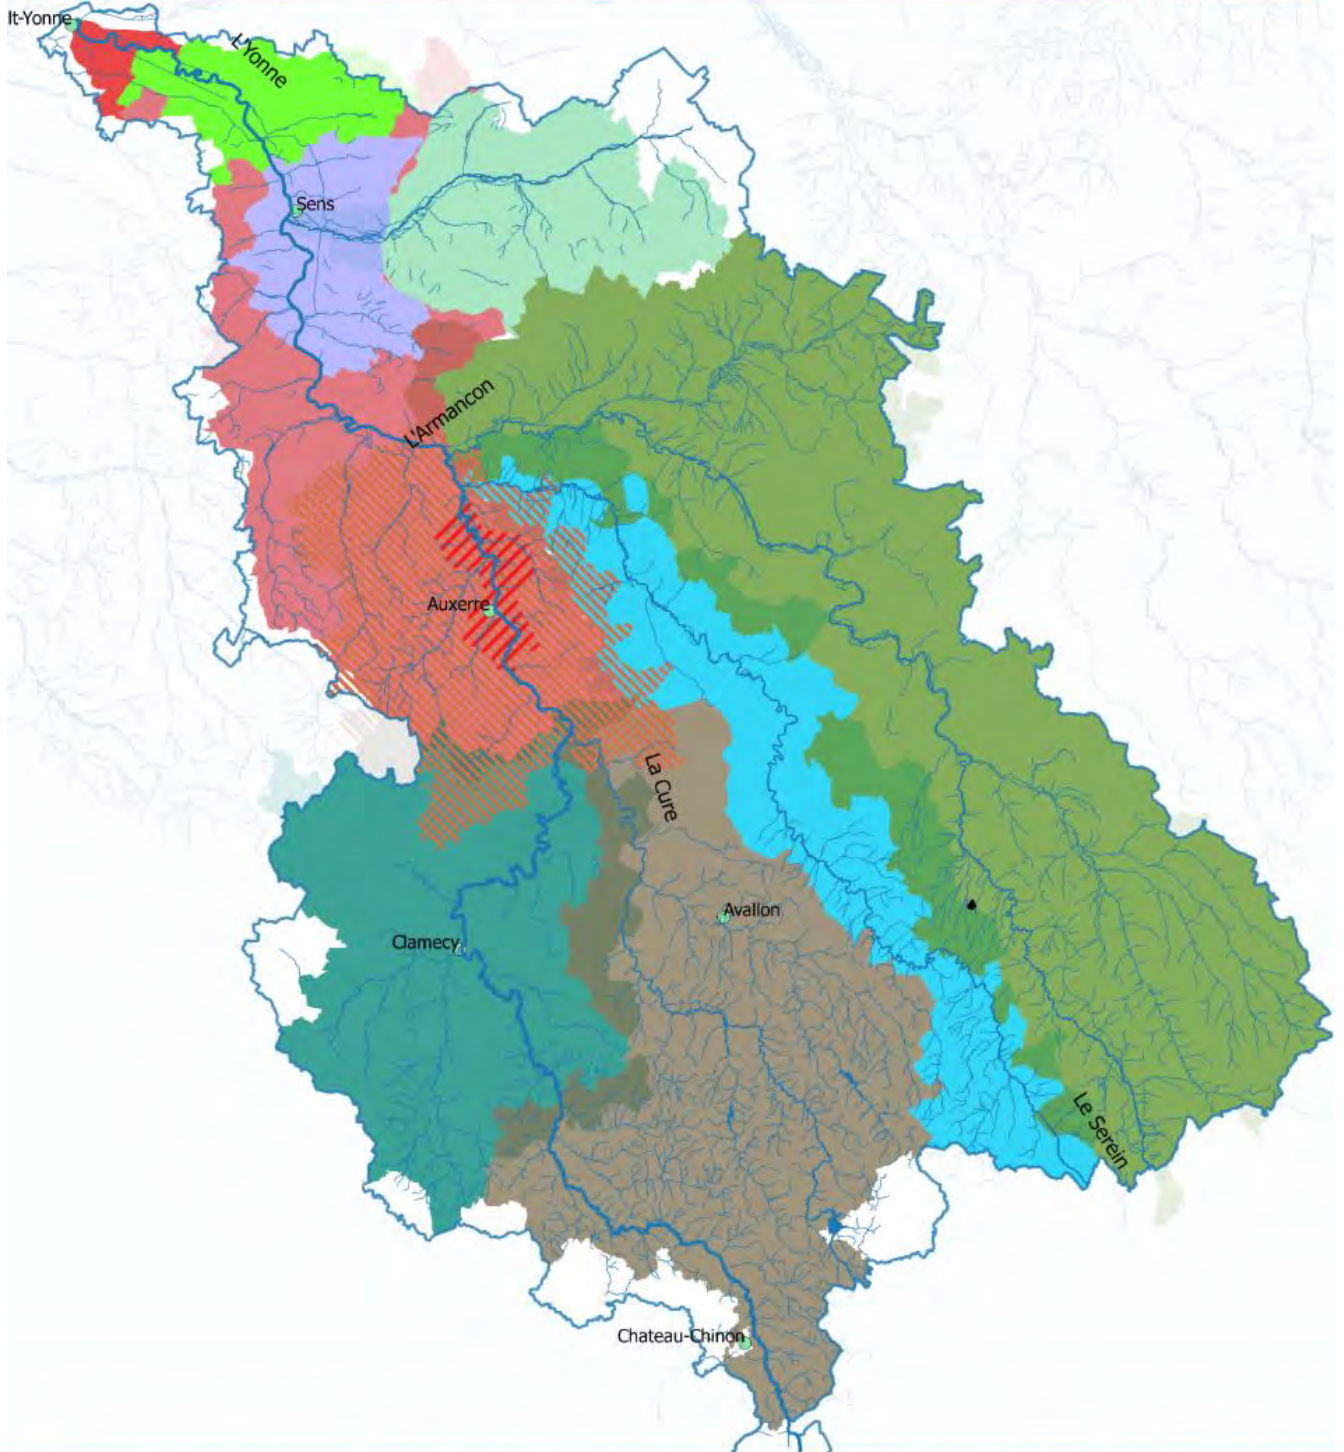 lt-Yonne
L'Yonne
Sens
L'Armancon
Auxerre
La Cure
Avallon
Clamecy
Le Serein
Chateau-Chinon